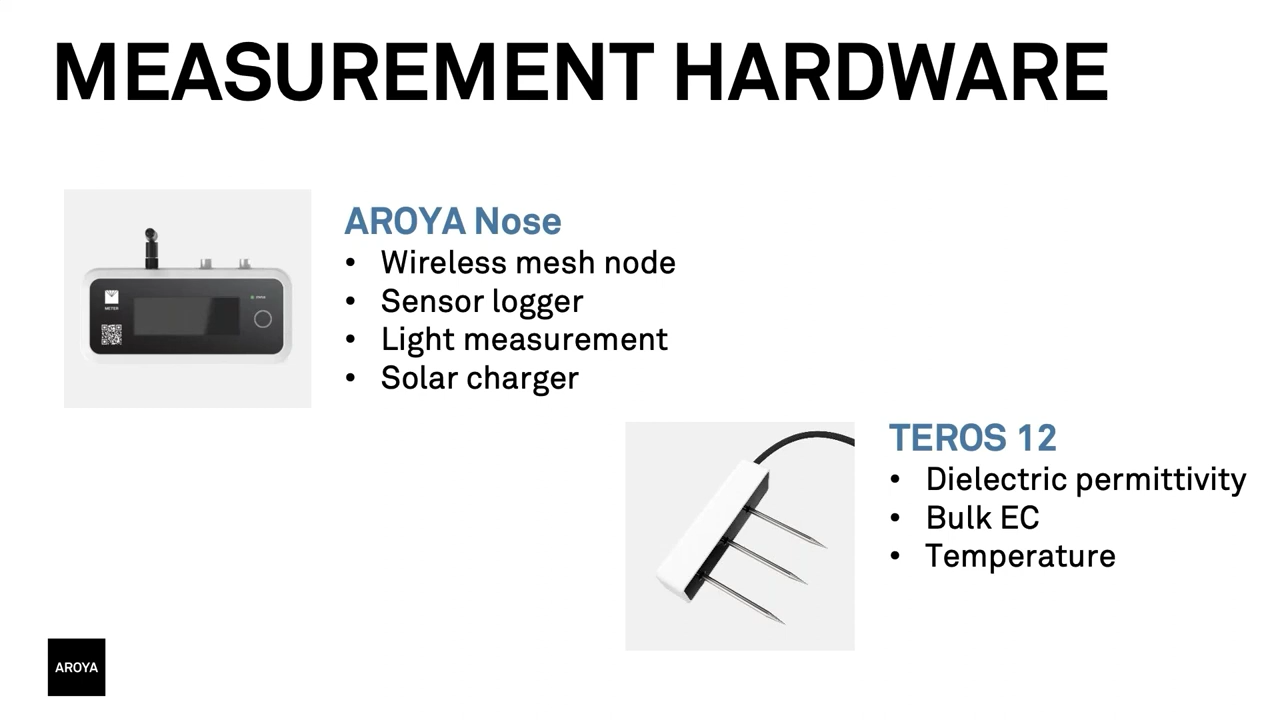 MEASUREMENT HARDWARE
AROYA Nose
• Wireless mesh node
• Sensor logger
• Light measurement
• Solar charger
METER
TEROS 12
• Dielectric permittivity
• Bulk EC
• Temperature
AROYA